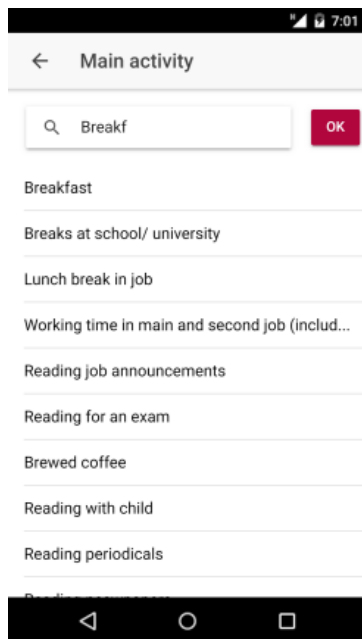 7:01
Main activity
Breakf
OK
Breakfast
Breaks at school/ university
Lunch break in job
Working time in main and second job (includ...
Reading job announcements
Reading for an exam
Brewed coffee
Reading with child
Reading periodicals